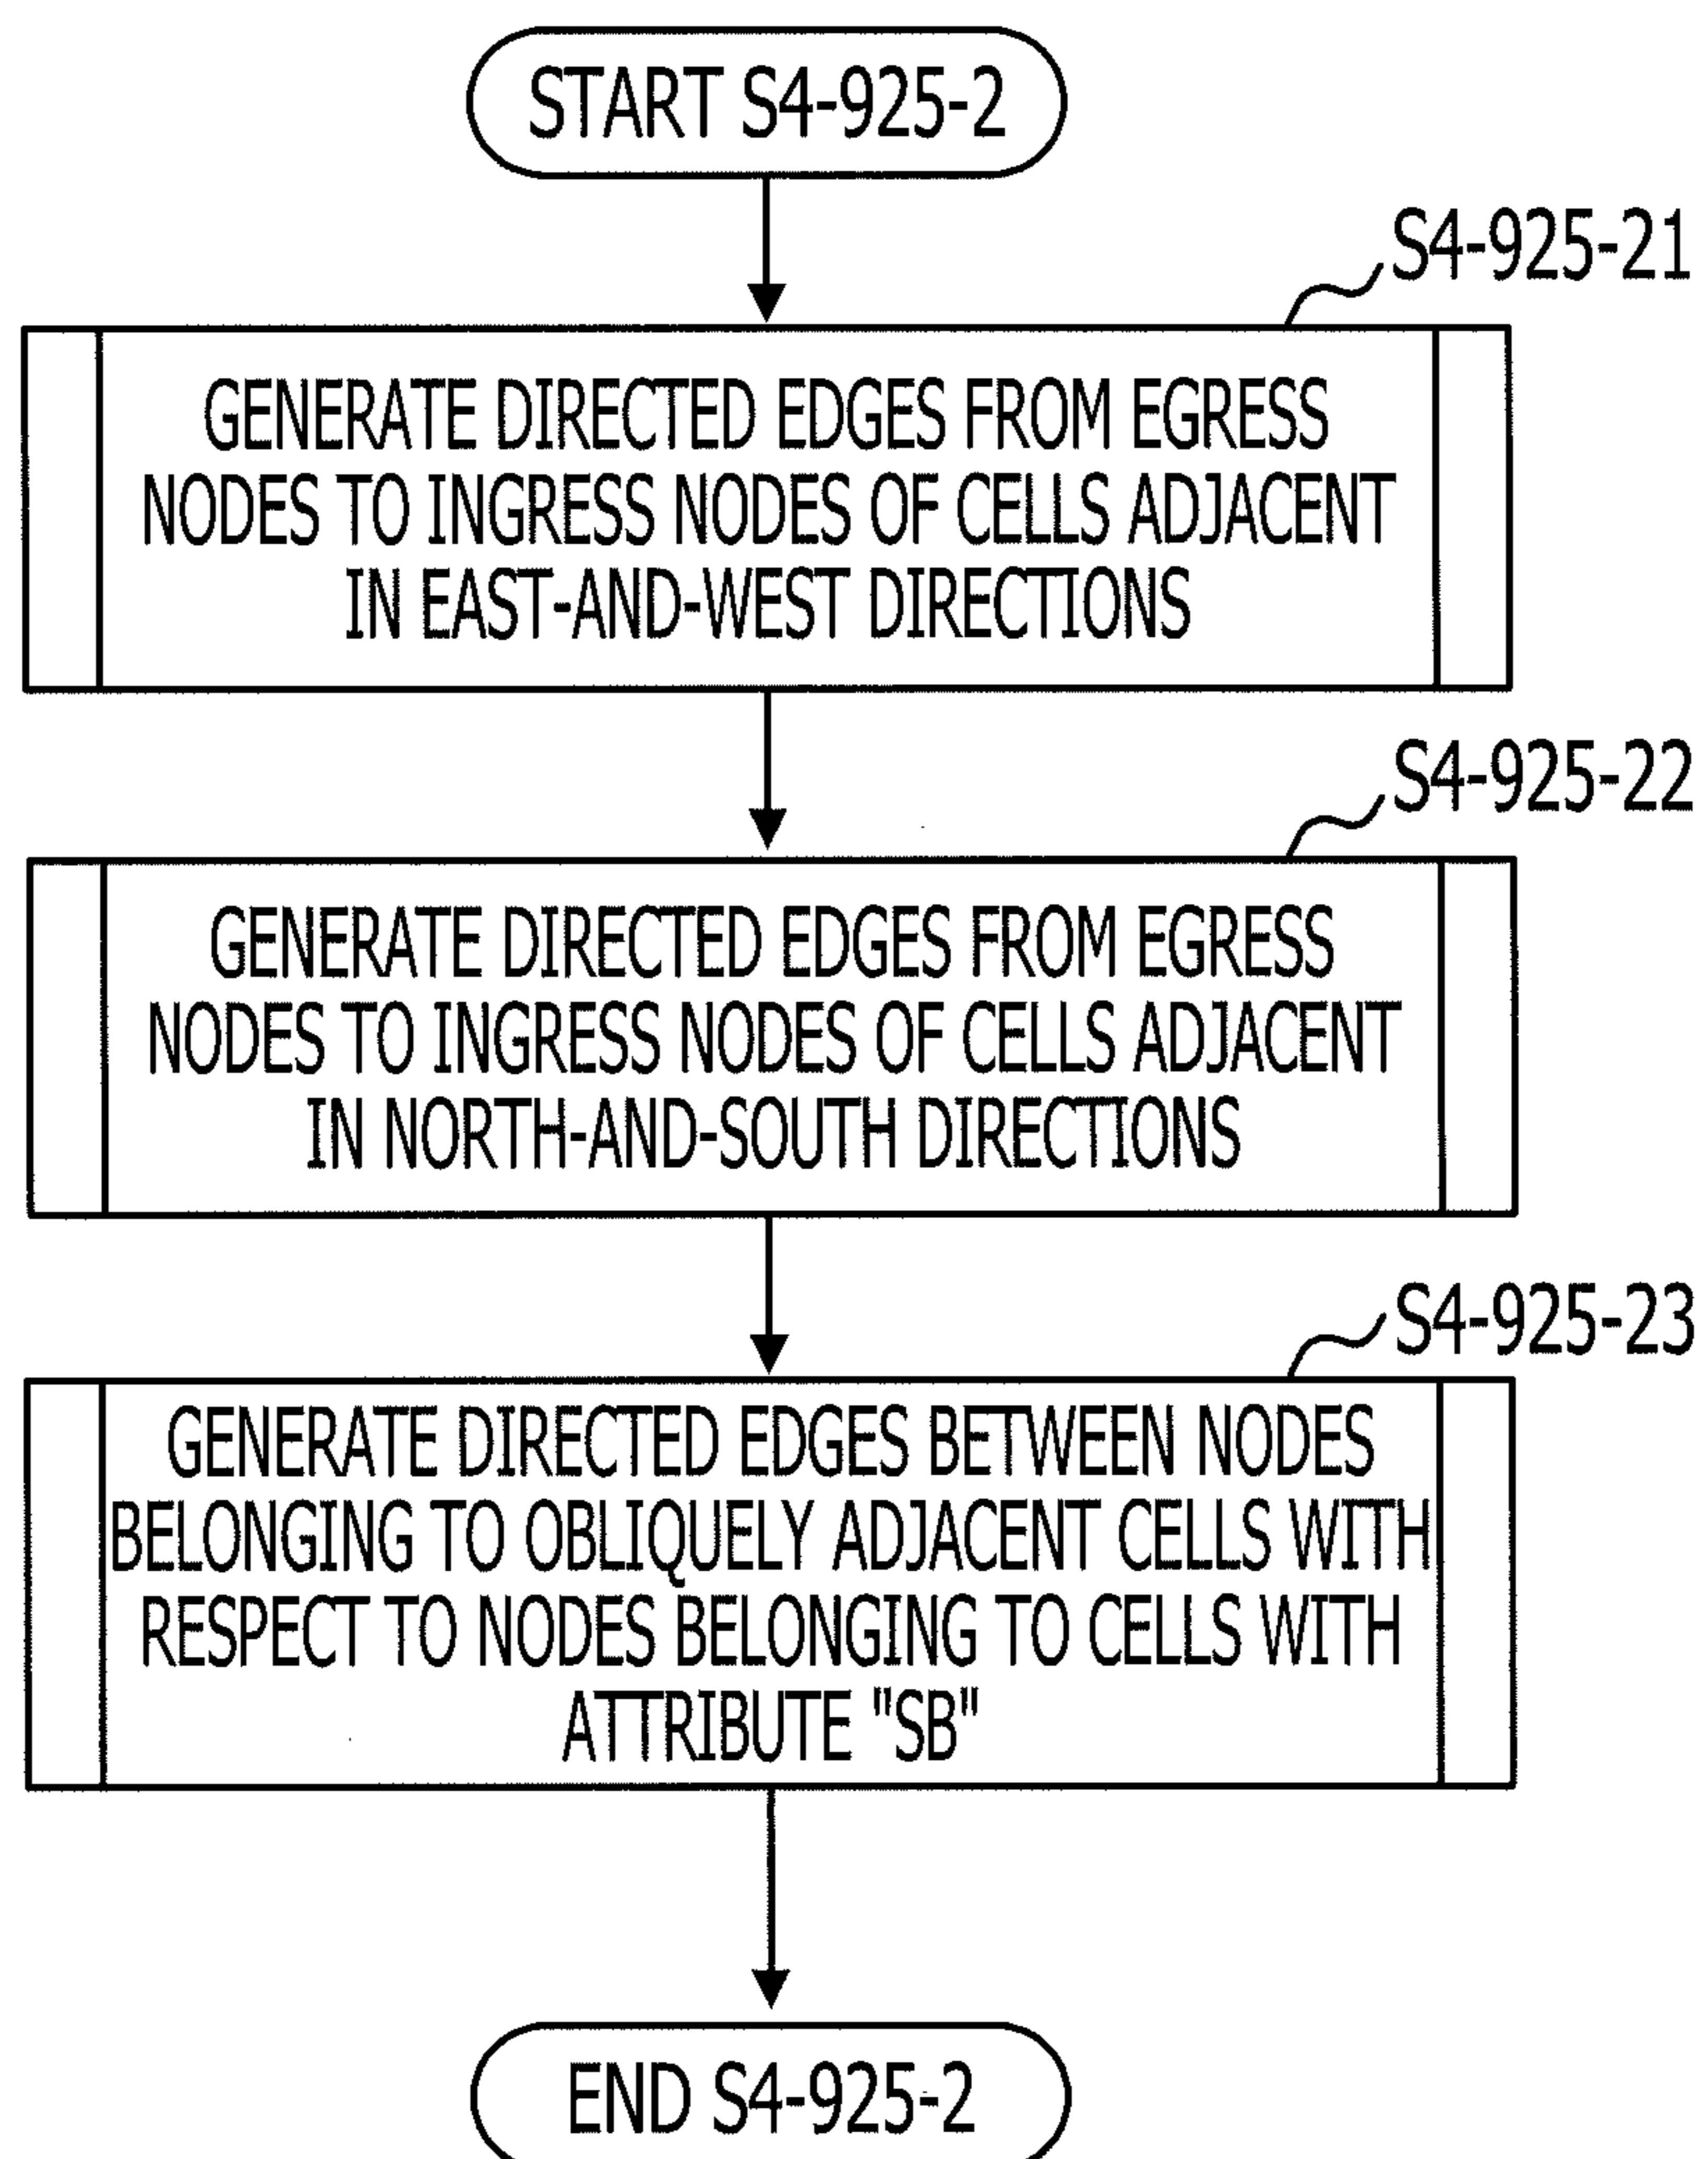 START S4-925-2
S4-925-21
GENERATE DIRECTED EDGES FROM EGRESS
NODES TO INGRESS NODES OF CELLS ADJACENT
IN EAST-AND-WEST DIRECTIONS
S4-925-22
GENERATE DIRECTED EDGES FROM EGRESS
NODES TO INGRESS NODES OF CELLS ADJACENT
IN NORTH-AND-SOUTH DIRECTIONS
S4-925-23
GENERATE DIRECTED EDGES BETWEEN NODES
BELONGING TO OBLIQUELY ADJACENT CELLS WITH
RESPECT TO NODES BELONGING TO CELLS WITH
ATTRIBUTE "SB"
END S4-925-2